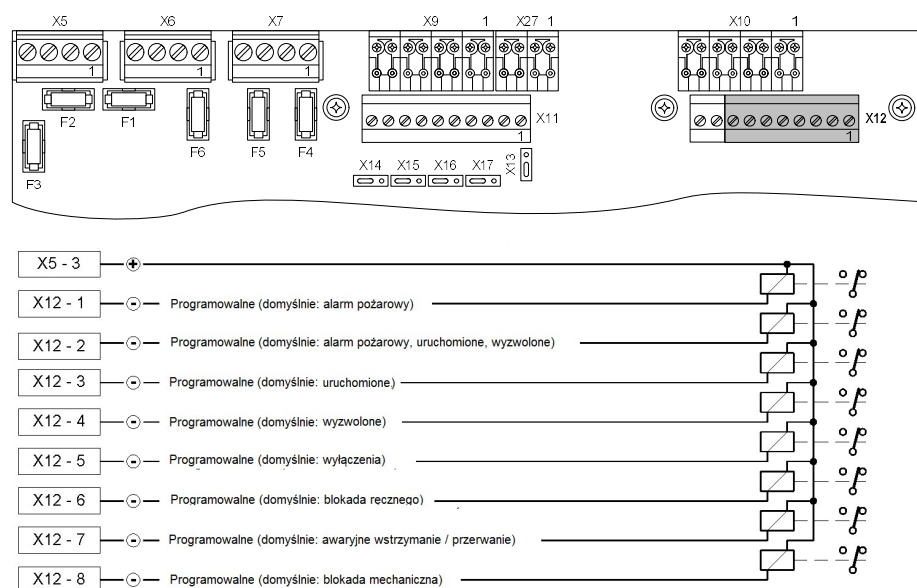 X5 X6 X7 X9 1 X27 1 X10 1
1 1 1
F2 F1 X11 X12
F6 F5 F4 1 1
F3 X14 X15 X16 X17 X13
X5 - 3 +
X12 - 1 - Programowalne (domyślnie: alarm pożarowy)
X12 - 2 - Programowalne (domyślnie: alarm pożarowy, uruchomione, wyzwolone)
X12 - 3 - Programowalne (domyślnie: uruchomione)
X12 - 4 - Programowalne (domyślnie: wyzwolone)
X12 - 5 - Programowalne (domyślnie: wyłączenia)
X12 - 6 - Programowalne (domyślnie: blokada ręcznego)
X12 - 7 - Programowalne (domyślnie: awaryjne wstrzymanie / przerwanie)
X12 - 8 - Programowalne (domyślnie: blokada mechaniczna)